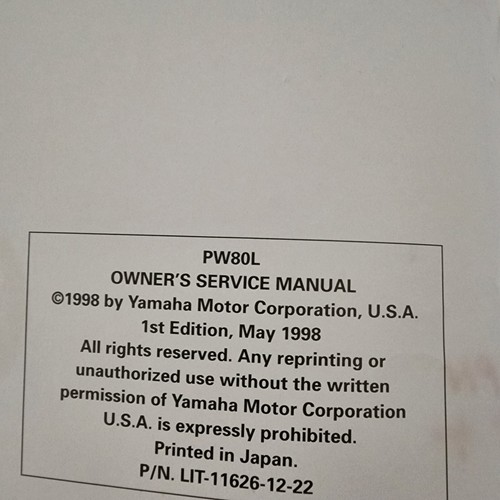 PW80L
OWNER'S SERVICE MANUAL
©1998 by Yamaha Motor Corporation, U.S.A.
1st Edition, May 1998
All rights reserved. Any reprinting or
unauthorized use without the written
permission of Yamaha Motor Corporation
U.S.A. is expressly prohibited.
Printed in Japan.
P/N. LIT-11626-12-22